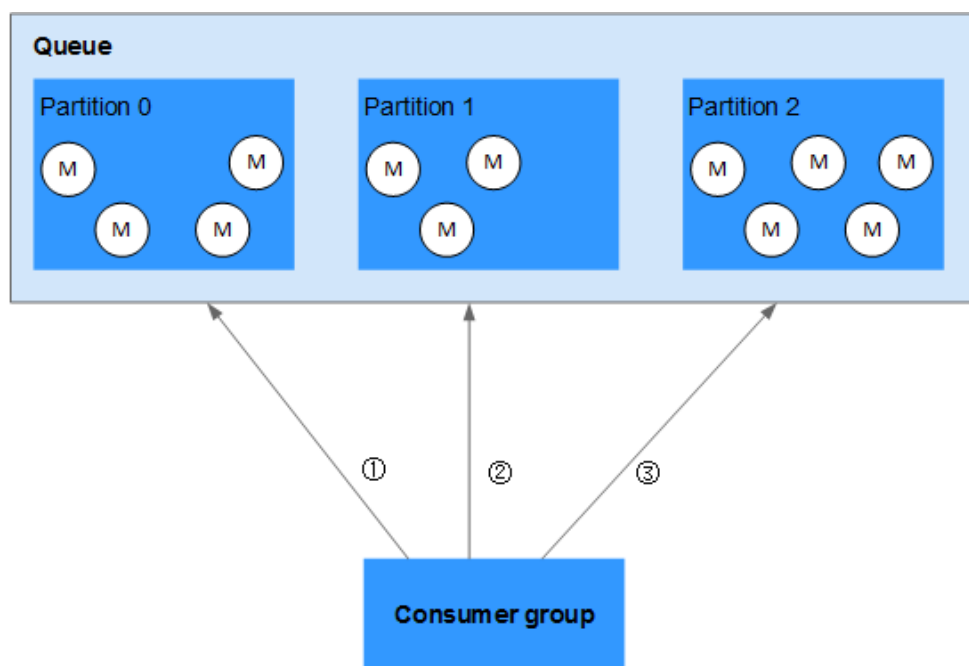 Queue
Partition 0
Partition 1
Partition 2
M
M
M
M
M
M
M
M
M
M
M
M
①
②
③
Consumer group